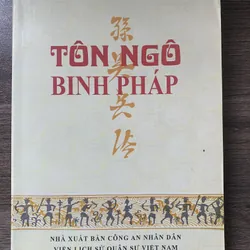 孫吳兵法
TÔN NGÔ
BINH PHÁP
NHÀ XUẤT BẢN CÔNG AN NHÂN DÂN
VIỆN LỊCH SỬ QUÂN SỰ VIỆT NAM